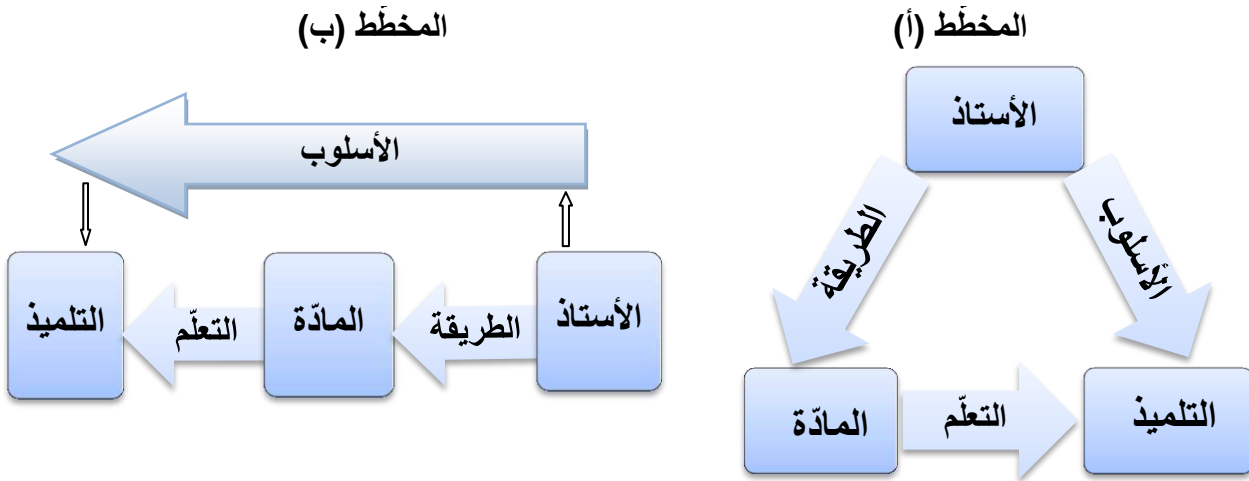 المخطّط (أ)
الأستاذ
الطريقة
الأسلوب
المادّة
التعلّم
التلميذ
المخطّط (ب)
الأسلوب
الأستاذ
الطريقة
المادّة
التعلّم
التلميذ